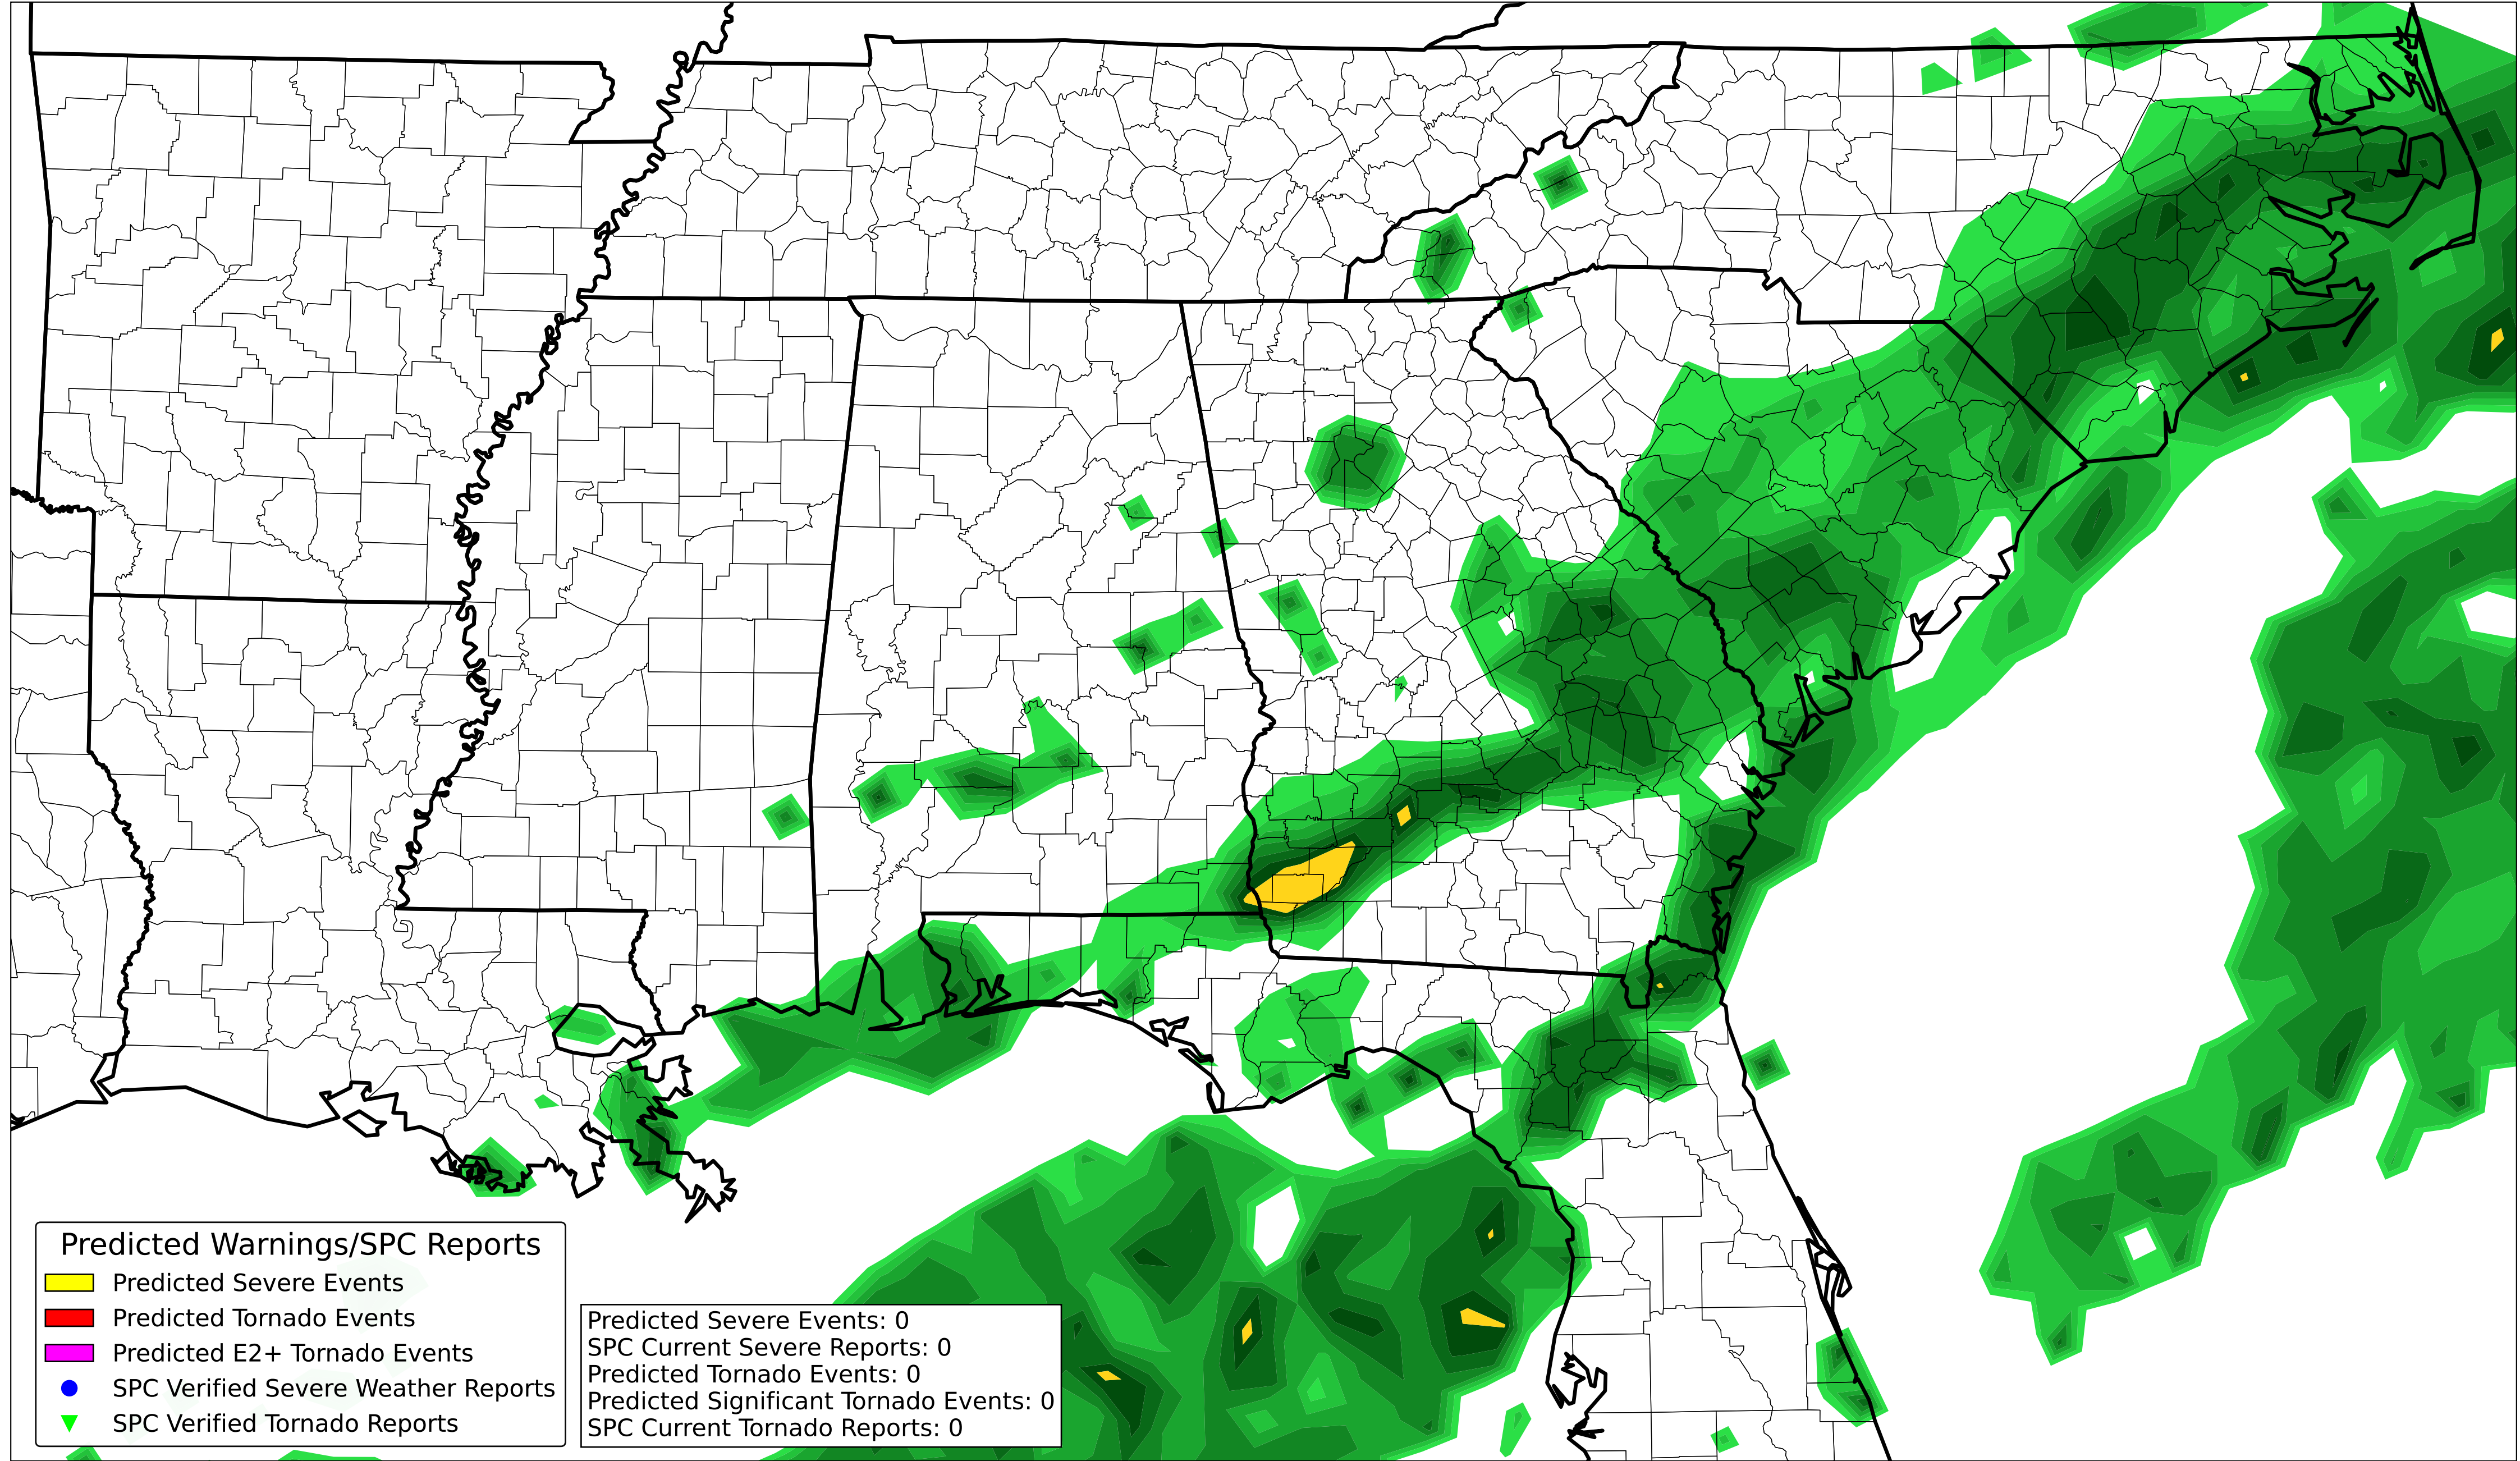 Predicted Warnings/SPC Reports
Predicted Severe Events
Predicted Tornado Events
Predicted E2+ Tornado Events
SPC Verified Severe Weather Reports
SPC Verified Tornado Reports
Predicted Severe Events: 0
SPC Current Severe Reports: 0
Predicted Tornado Events: 0
Predicted Significant Tornado Events: 0
SPC Current Tornado Reports: 0